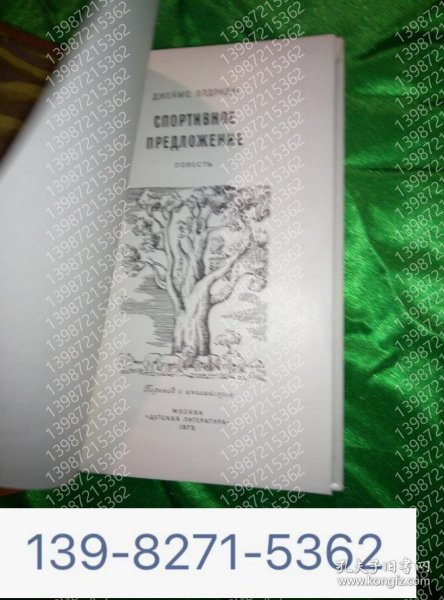 ДЖЕЙМС ОЛДРИДЖ
СПОРТИВНОЕ
ПРЕДЛОЖЕНИЕ
ПОВЕСТЬ
Перевод с английского
МОСКВА
«ДЕТСКАЯ ЛИТЕРАТУРА»
1975
13987215362
139-8271-5362
孔夫子旧书网
www.kongfz.com